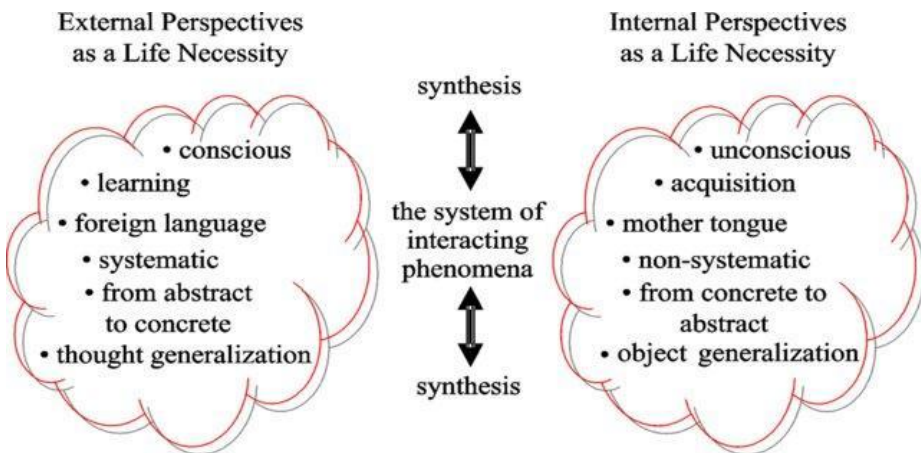 External Perspectives
as a Life Necessity
• conscious
• learning
• foreign language
• systematic
• from abstract
to concrete
• thought generalization
synthesis
the system of
interacting
phenomena
synthesis
Internal Perspectives
as a Life Necessity
• unconscious
• acquisition
• mother tongue
• non-systematic
• from concrete to
abstract
• object generalization